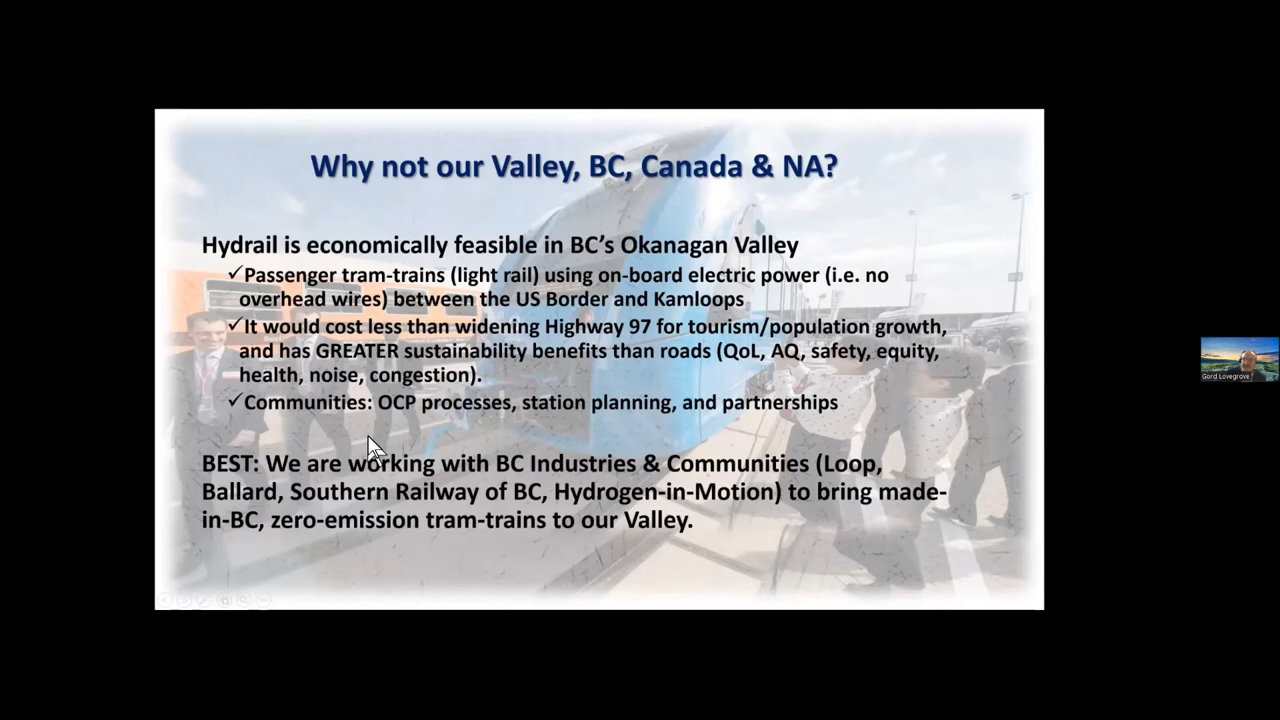 Why not our Valley, BC, Canada & NA?
Hydrail is economically feasible in BC's Okanagan Valley
✓Passenger tram-trains (light rail) using on-board electric power (i.e. no
overhead wires) between the US Border and Kamloops
✓It would cost less than widening Highway 97 for tourism/population growth,
and has GREATER sustainability benefits than roads (QoL, AQ, safety, equity,
health, noise, congestion).
✓Communities: OCP processes, station planning, and partnerships
BEST: We are working with BC Industries & Communities (Loop,
Ballard, Southern Railway of BC, Hydrogen-in-Motion) to bring made-
in-BC, zero-emission tram-trains to our Valley.
Gord Lovegrove